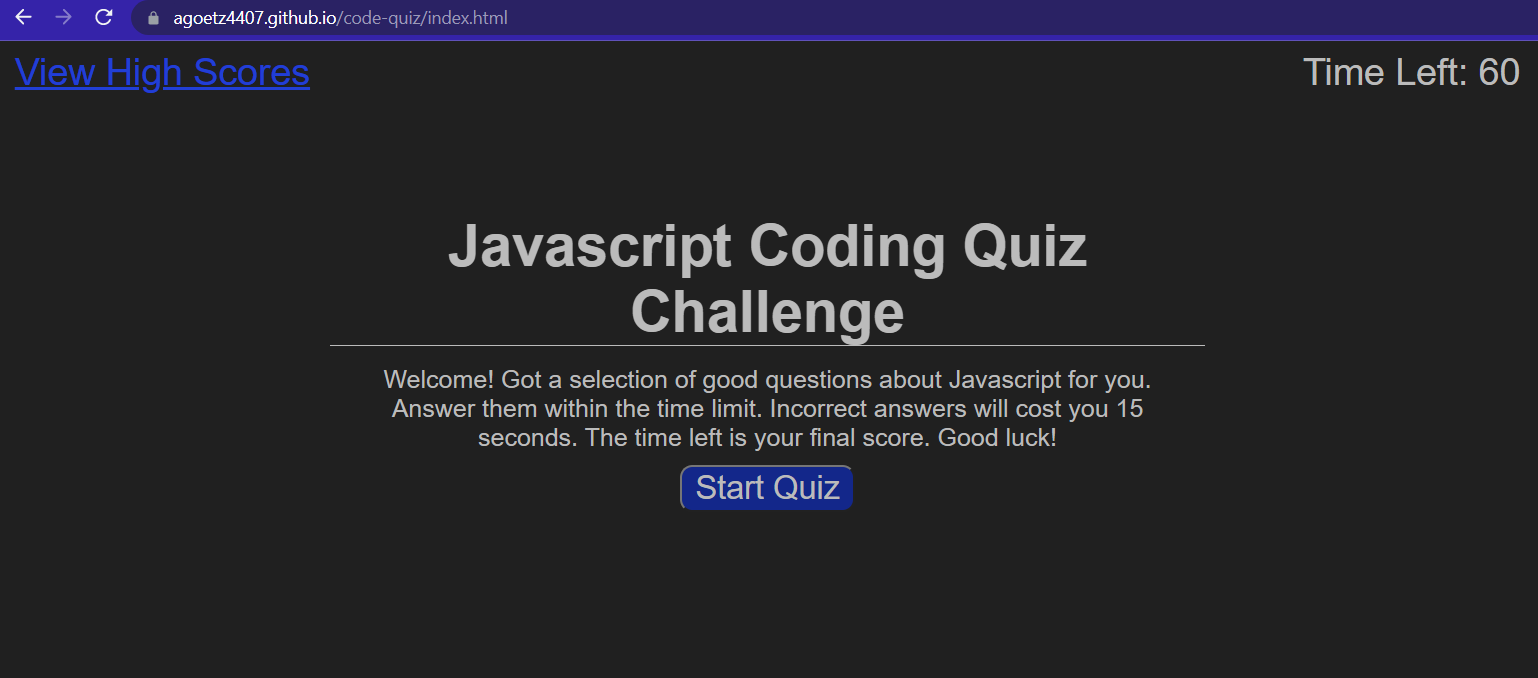 agoetz4407.github.io/code-quiz/index.html
View High Scores
Time Left: 60
Javascript Coding Quiz
Challenge
Welcome! Got a selection of good questions about Javascript for you.
Answer them within the time limit. Incorrect answers will cost you 15
seconds. The time left is your final score. Good luck!
Start Quiz